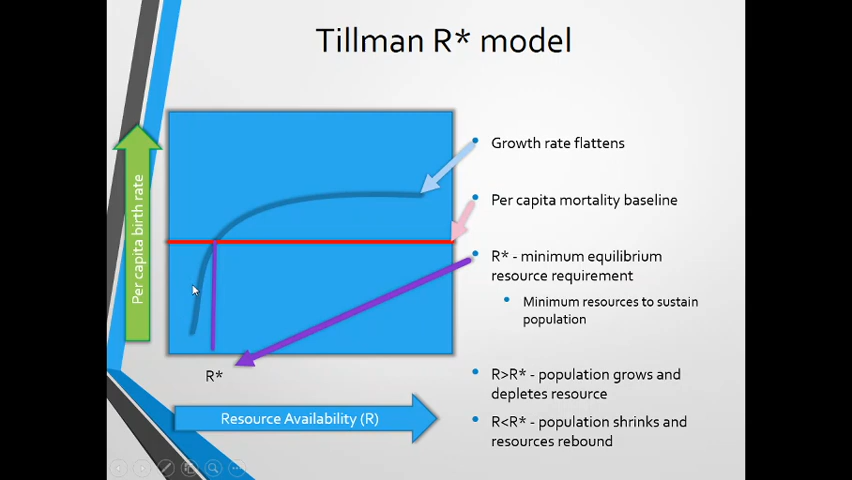 Tillman R* model
Per capita birth rate
Growth rate flattens
Per capita mortality baseline
R* - minimum equilibrium
resource requirement
Minimum resources to sustain
population
R*
R>R* - population grows and
depletes resource
Resource Availability (R)
R<R* - population shrinks and
resources rebound